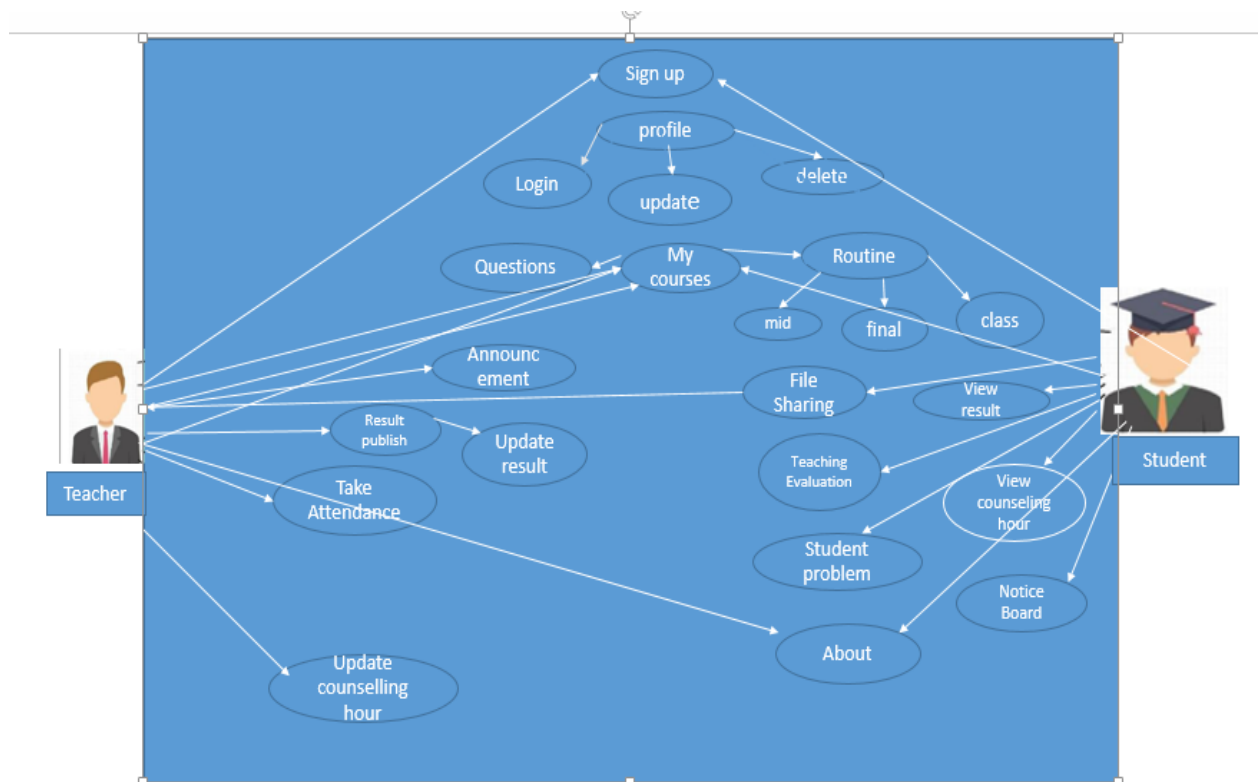 Sign up
profile
Login
update
delete
Questions
My
courses
Routine
mid
final
class
Announc
ement
File
Sharing
View
result
Result
publish
Update
result
Teaching
Evaluation
Student
Teacher
Take
Attendance
View
counseling
hour
Student
problem
Notice
Board
About
Update
counselling
hour